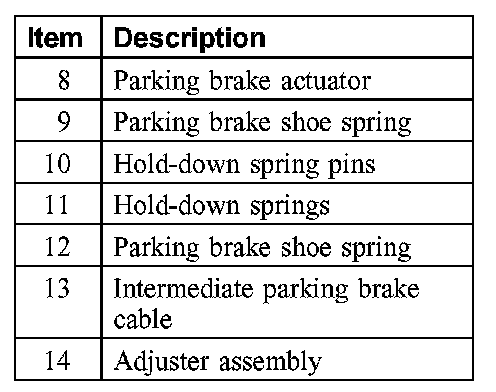 Item Description
8 Parking brake actuator
9 Parking brake shoe spring
10 Hold-down spring pins
11 Hold-down springs
12 Parking brake shoe spring
13 Intermediate parking brake
cable
14 Adjuster assembly